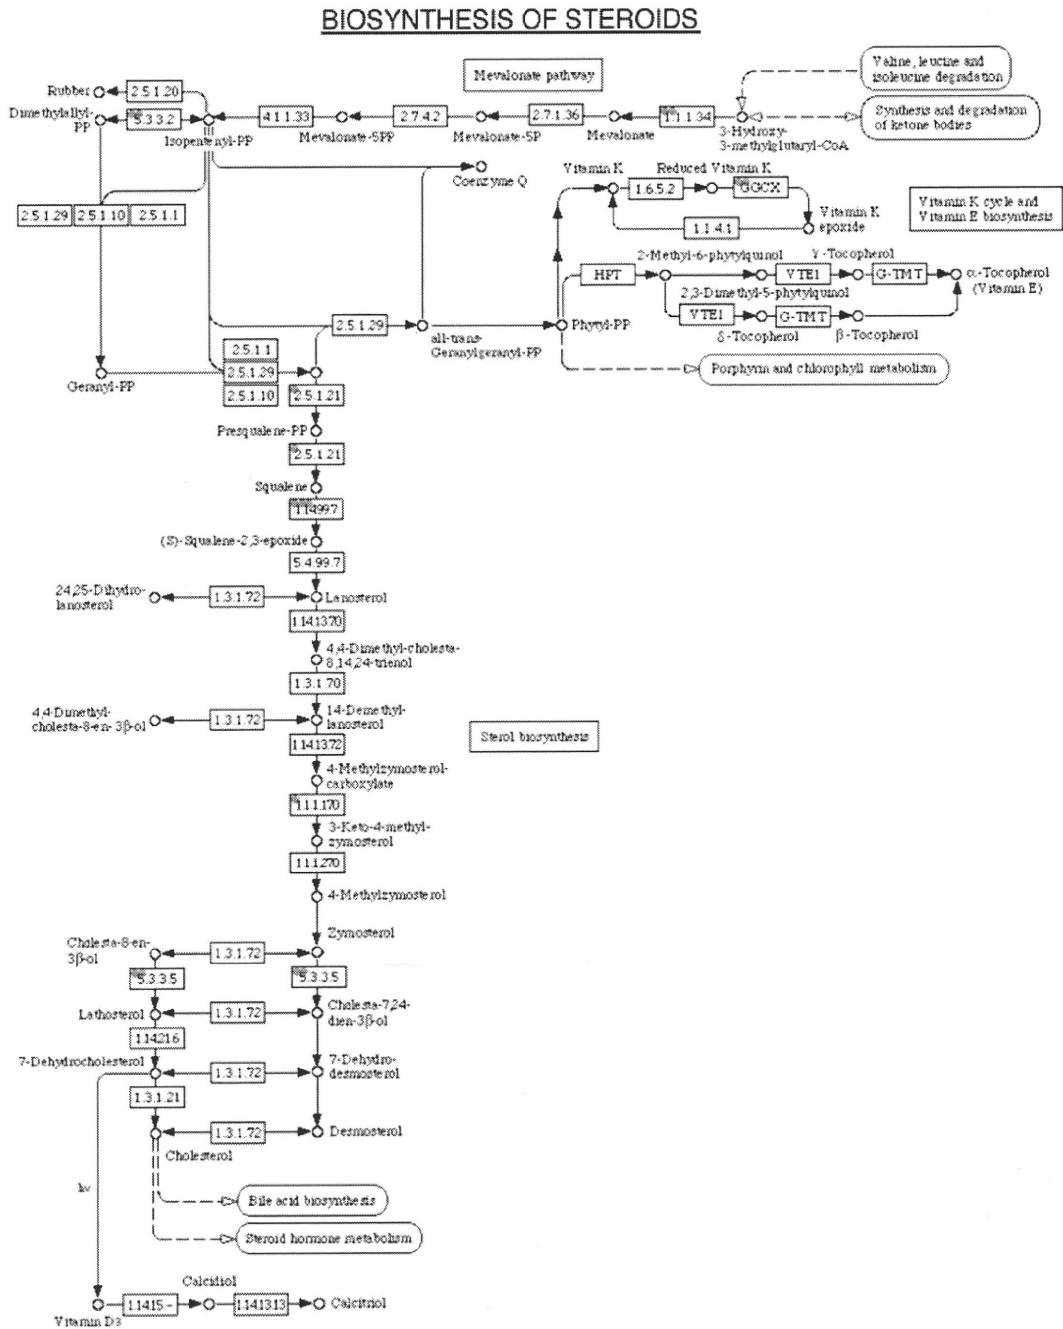 BIOSYNTHESIS OF STEROIDS
Mevalonate pathway
Valine, leucine and
isoleucine degradation
Synthesis and degradation
of ketone bodies
Rubber
2.5.1.20
Dimethylallyl-
PP
5.3.3.2
Isopentenyl-PP
4.1.1.33
Mevalonate-5PP
2.7.4.2
Mevalonate-5P
2.7.1.36
Mevalonate
1.1.1.34
3-Hydroxy-
3-methylglutaryl-CoA
Coenzyme Q
Vitamin K
1.6.5.2
Reduced Vitamin K
GGCX
1.1.4.1
Vitamin K
epoxide
Vitamin K cycle and
Vitamin E biosynthesis
2.5.1.29
2.5.1.10
2.5.1.1
2-Methyl-6-phytylquinol
γ-Tocopherol
HPT
VTE1
G-TMT
α-Tocopherol
(Vitamin E)
2,3-Dimethyl-5-phytylquinol
VTE1
G-TMT
δ-Tocopherol
β-Tocopherol
2.5.1.29
all-trans-
Geranylgeranyl-PP
Phytyl-PP
Porphyrin and chlorophyll metabolism
Geranyl-PP
2.5.1.1
2.5.1.29
2.5.1.10
2.5.1.21
Presqualene-PP
2.5.1.21
Squalene
1.14.99.7
(S)-Squalene-2,3-epoxide
5.4.99.7
24,25-Dihydro-
lanosterol
1.3.1.72
Lanosterol
1.14.13.70
4,4-Dimethyl-cholesta-
8,14,24-trienol
1.3.1.70
4,4-Dimethyl-
cholesta-8-en-3β-ol
1.3.1.72
14-Demethyl-
lanosterol
1.14.13.72
Sterol biosynthesis
4-Methylzymosterol-
carboxylate
1.1.1.170
3-Keto-4-methyl-
zymosterol
1.1.1.270
4-Methylzymosterol
Zymosterol
Cholesta-8-en-
3β-ol
1.3.1.72
5.3.3.5
5.3.3.5
Lathosterol
1.3.1.72
Cholesta-7,24-
dien-3β-ol
1.14.21.6
7-Dehydrocholesterol
1.3.1.72
7-Dehydro-
desmosterol
1.3.1.21
1.3.1.72
Desmosterol
Cholesterol
hν
Bile acid biosynthesis
Steroid hormone metabolism
Vitamin D3
1.14.15.-
Calcidiol
1.14.13.13
Calcitriol